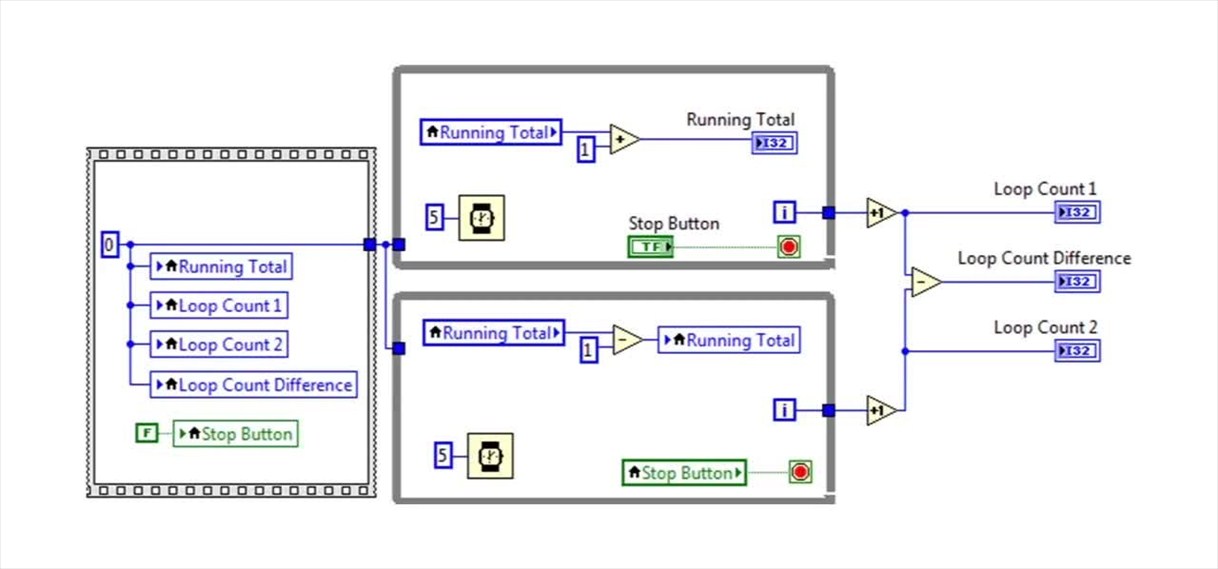 0
Running Total
Loop Count 1
Loop Count 2
Loop Count Difference
F
Stop Button
Running Total
1
+
Running Total
I32
5
Stop Button
TF
i
Running Total
1
-
Running Total
5
i
Stop Button
+1
Loop Count 1
I32
Loop Count Difference
-
I32
Loop Count 2
I32
+1